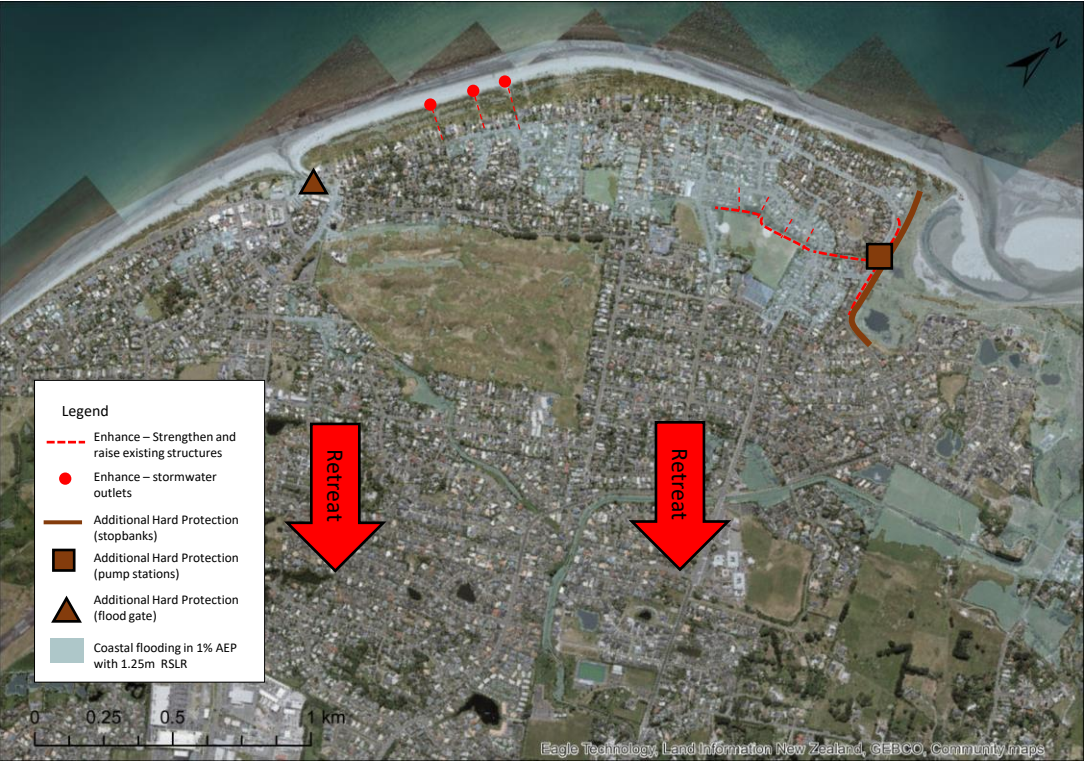 N
Legend
Enhance – Strengthen and
raise existing structures
Enhance – stormwater
outlets
Additional Hard Protection
(stopbanks)
Additional Hard Protection
(pump stations)
Additional Hard Protection
(flood gate)
Coastal flooding in 1% AEP
with 1.25m RSLR
Retreat
Retreat
0 0.25 0.5 1 km
Eagle Technology, Land Information New Zealand, GEBCO, Community maps